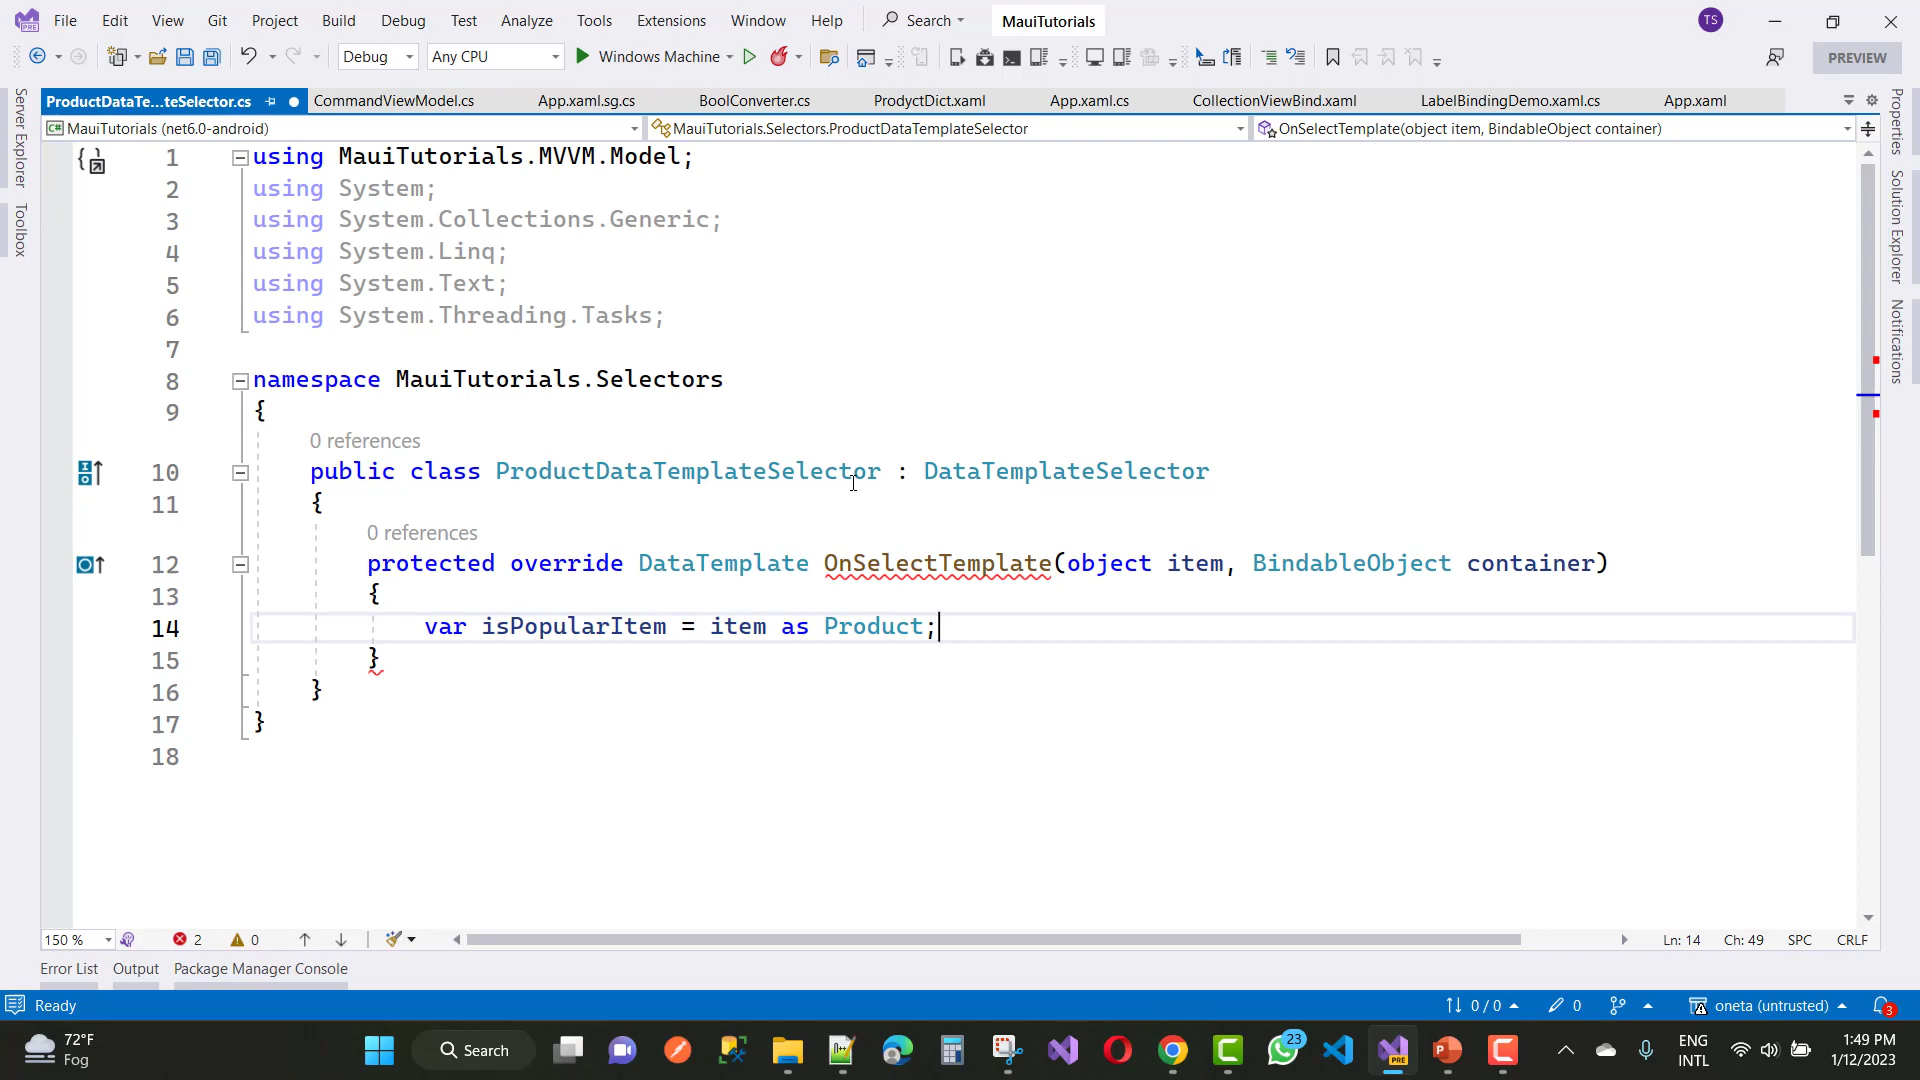 File Edit View Git Project Build Debug Test Analyze Tools Extensions Window Help Search MauiTutorials TS
Debug Any CPU Windows Machine PREVIEW
ProductDataTe...teSelector.cs CommandViewModel.cs App.xaml.sg.cs BoolConverter.cs ProdyctDict.xaml App.xaml.cs CollectionViewBind.xaml LabelBindingDemo.xaml.cs App.xaml
MauiTutorials (net6.0-android) MauiTutorials.Selectors.ProductDataTemplateSelector OnSelectTemplate(object item, BindableObject container)
Server Explorer
Toolbox
Properties
Solution Explorer
Notifications
1 using MauiTutorials.MVVM.Model;
2 using System;
3 using System.Collections.Generic;
4 using System.Linq;
5 using System.Text;
6 using System.Threading.Tasks;
7
8 namespace MauiTutorials.Selectors
9 {
0 references
10 public class ProductDataTemplateSelector : DataTemplateSelector
11 {
0 references
12 protected override DataTemplate OnSelectTemplate(object item, BindableObject container)
13 {
14 var isPopularItem = item as Product;
15 }
16 }
17 }
18
150 % 2 0 Ln: 14 Ch: 49 SPC CRLF
Error List Output Package Manager Console
Ready 0 / 0 0 oneta (untrusted) 3
72°F
Fog
Search
PRE
23
PRE
ENG
INTL
1:49 PM
1/12/2023